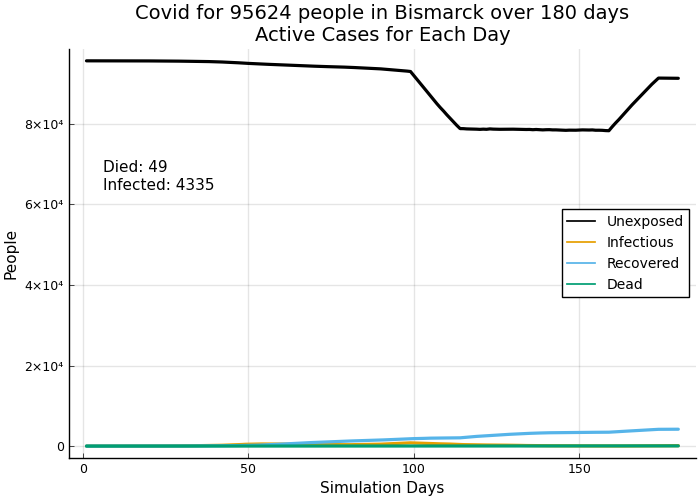 Covid for 95624 people in Bismarck over 180 days
Active Cases for Each Day
People
8×10⁴
6×10⁴
4×10⁴
2×10⁴
0
Died: 49
Infected: 4335
Unexposed
Infectious
Recovered
Dead
0
50
100
150
Simulation Days